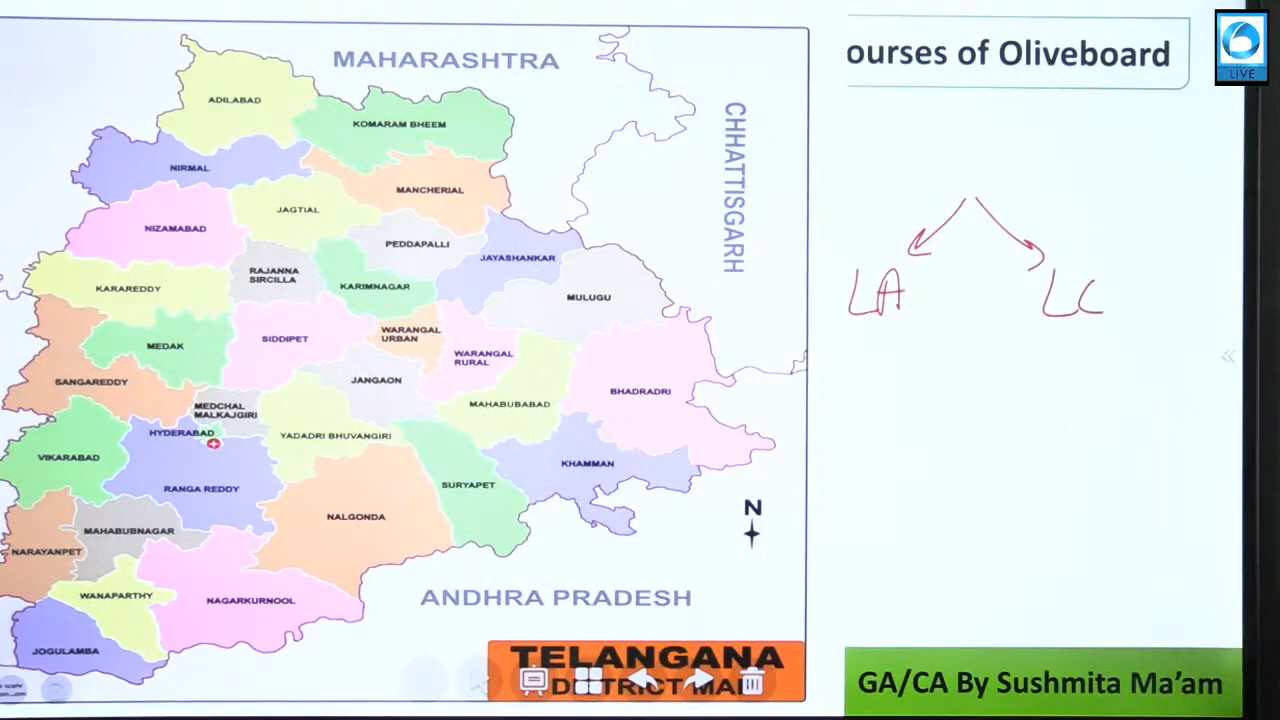 MAHARASHTRA
CHHATTISGARH
ADILABAD
KOMARAM BHEEM
NIRMAL
MANCHERIAL
JAGTIAL
NIZAMABAD
PEDDAPALLI
JAYASHANKAR
RAJANNA
SIRCILLA
KARAREDDY
KARIMNAGAR
MULUGU
SIDDIPET
WARANGAL
URBAN
MEDAK
WARANGAL
RURAL
SANGAREDDY
JANGAON
BHADRADRI
MEDCHAL
MALKAJGIRI
MAHABUBABAD
HYDERABAD
YADADRI BHUVANGIRI
VIKARABAD
KHAMMAN
RANGA REDDY
SURYAPET
NALGONDA
MAHABUBNAGAR
NARAYANPET
WANAPARTHY
NAGARKURNOOL
JOGULAMBA
N
ANDHRA PRADESH
TELANGANA
ourses of Oliveboard
LIVE
LA
LC
GA/CA By Sushmita Ma'am